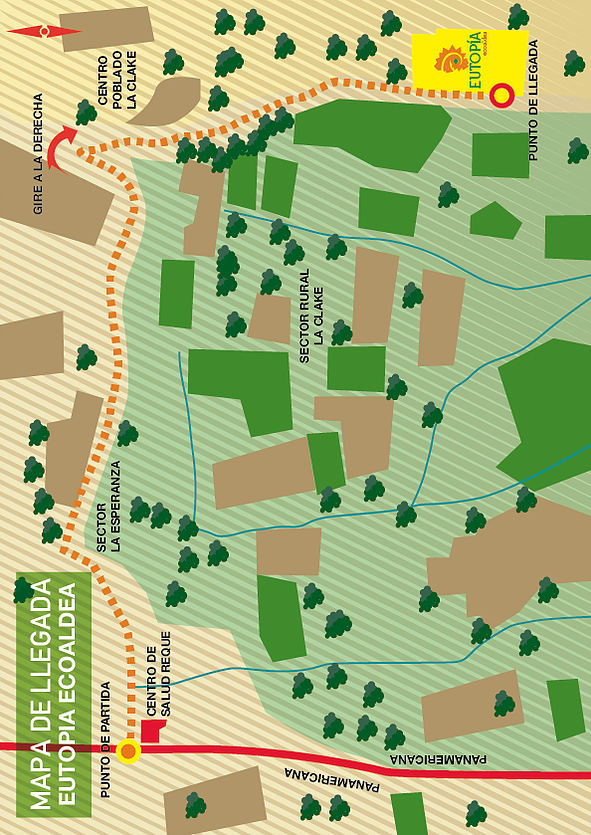 MAPA DE LLEGADA
EUTOPIA ECOALDEA
PUNTO DE PARTIDA
CENTRO DE
SALUD REQUE
PANAMERICANA
PANAMERICANA
SECTOR
LA ESPERANZA
GIRE A LA DERECHA
CENTRO
POBLADO
LA CLAKE
SECTOR RURAL
LA CLAKE
EUTOPÍA
ecoaldea
PUNTO DE LLEGADA